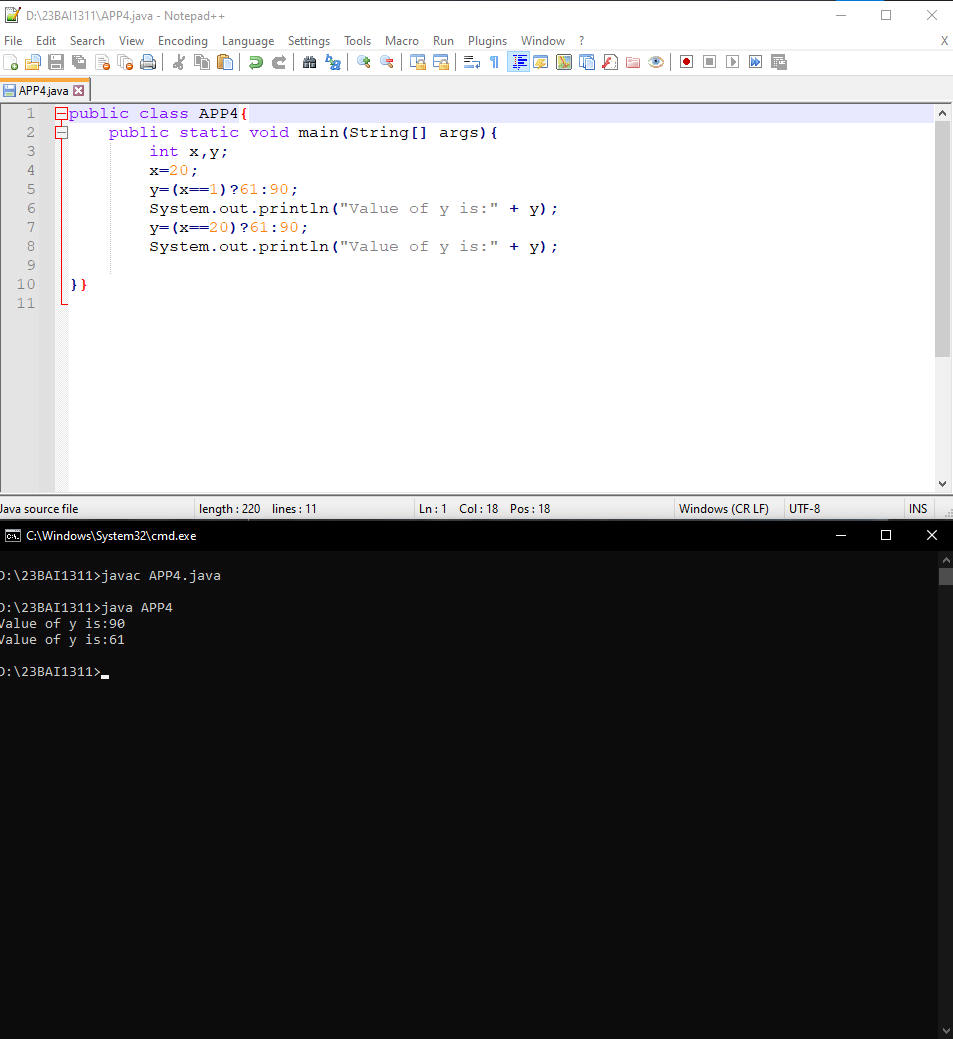 D:\23BAI1311\APP4.java - Notepad++
File Edit Search View Encoding Language Settings Tools Macro Run Plugins Window ? X
APP4.java
1 public class APP4{
2 public static void main(String[] args){
3 int x,y;
4 x=20;
5 y=(x==1)?61:90;
6 System.out.println("Value of y is:" + y);
7 y=(x==20)?61:90;
8 System.out.println("Value of y is:" + y);
9
10 }}
11
Java source file length : 220 lines : 11 Ln : 1 Col : 18 Pos : 18 Windows (CR LF) UTF-8 INS
C:\Windows\System32\cmd.exe
D:\23BAI1311>javac APP4.java
D:\23BAI1311>java APP4
Value of y is:90
Value of y is:61
D:\23BAI1311>